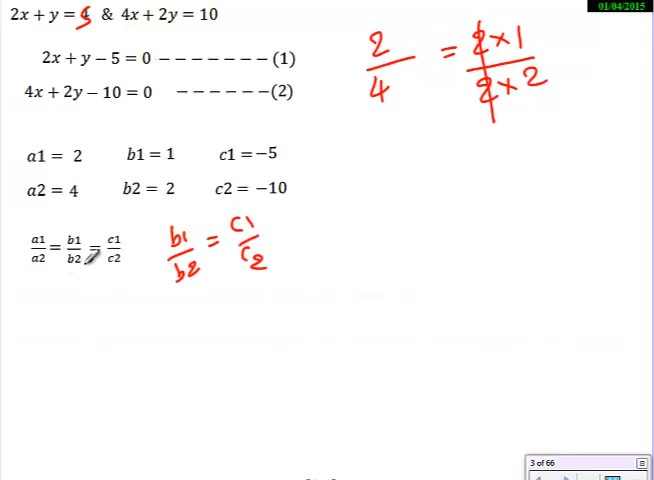 01/04/2015
2x + y = 5 & 4x + 2y = 10
2x + y − 5 = 0 − − − − − − − (1)
4x + 2y − 10 = 0 − − − − − −(2)
2/4 = 2×1/2×2
a1 = 2 b1 = 1 c1 = −5
a2 = 4 b2 = 2 c2 = −10
a1/a2 = b1/b2 = c1/c2 b1/b2 = c1/c2
3 of 66